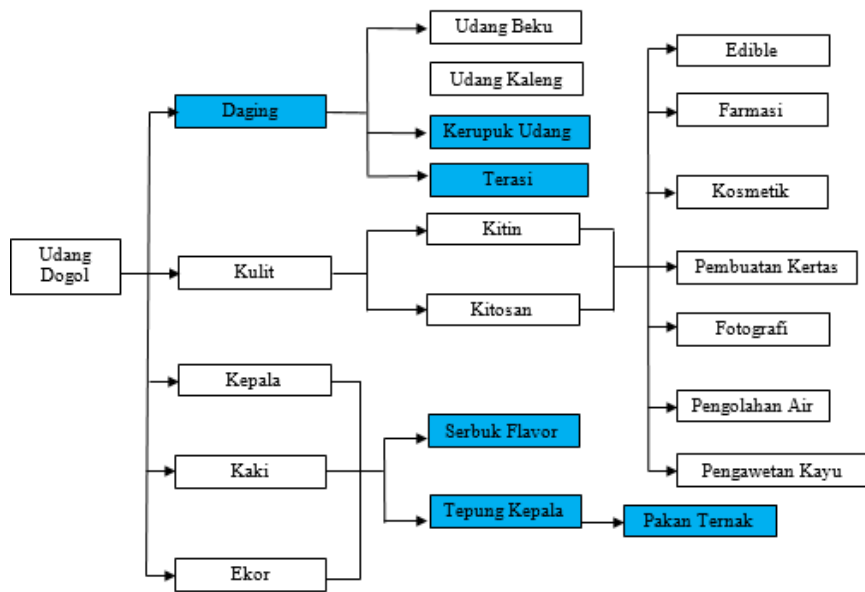 Udang Beku
Edible
Udang Kaleng
Daging
Farmasi
Kerupuk Udang
Terasi
Kosmetik
Kitin
Udang
Dogol
Kulit
Pembuatan Kertas
Kitosan
Fotografi
Kepala
Pengolahan Air
Serbuk Flavor
Kaki
Pengawetan Kayu
Tepung Kepala
Pakan Ternak
Ekor